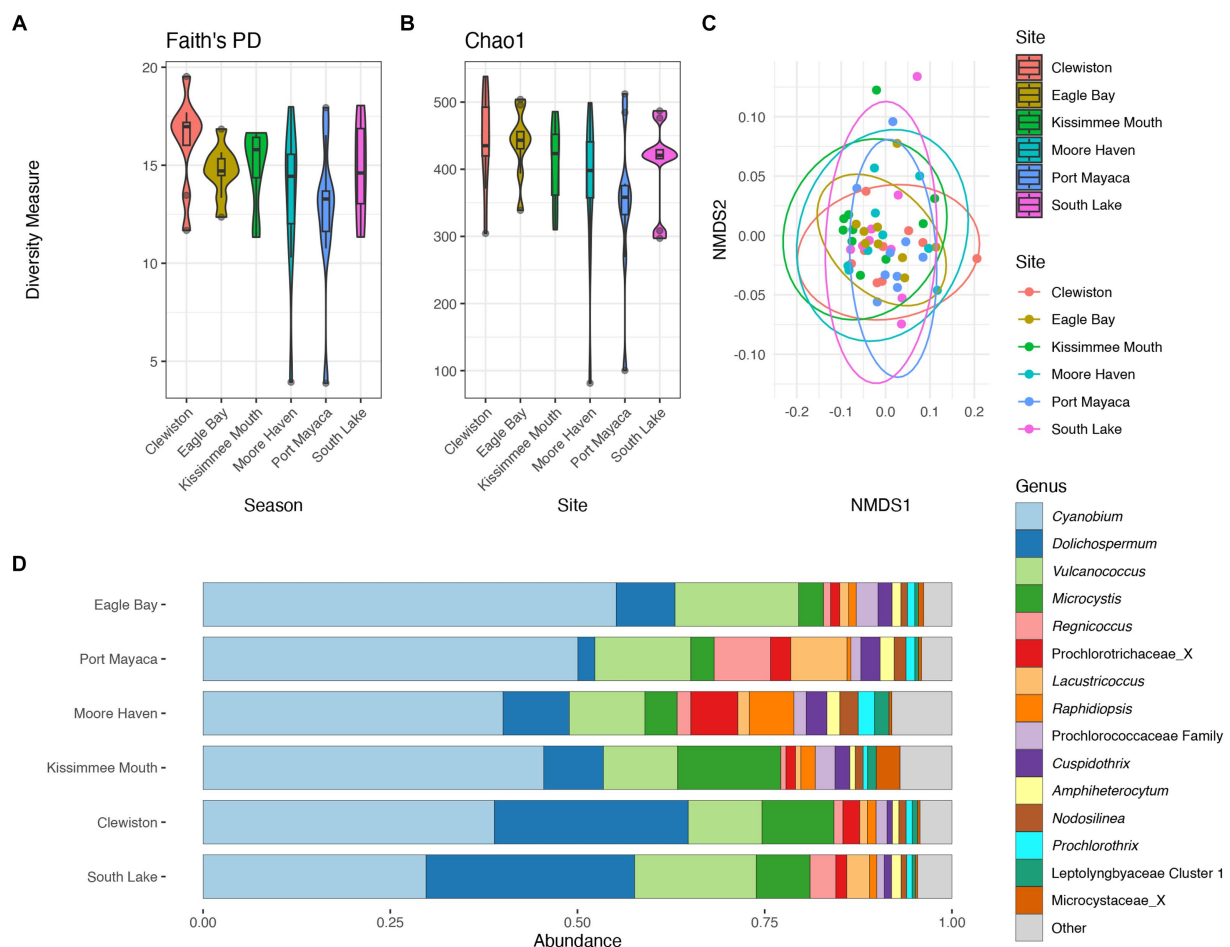 A
Faith's PD
Diversity Measure
20
15
10
5
Clewiston
Eagle Bay
Kissimmee Mouth
Moore Haven
Port Mayaca
South Lake
Season
B
Chao1
500
400
300
200
100
Clewiston
Eagle Bay
Kissimmee Mouth
Moore Haven
Port Mayaca
South Lake
Site
C
NMDS2
0.10
0.05
0.00
-0.05
-0.10
-0.2
-0.1
0.0
0.1
0.2
NMDS1
Site
Clewiston
Eagle Bay
Kissimmee Mouth
Moore Haven
Port Mayaca
South Lake
Site
Clewiston
Eagle Bay
Kissimmee Mouth
Moore Haven
Port Mayaca
South Lake
D
Eagle Bay
Port Mayaca
Moore Haven
Kissimmee Mouth
Clewiston
South Lake
0.00
0.25
0.50
0.75
1.00
Abundance
Genus
Cyanobium
Dolichospermum
Vulcanococcus
Microcystis
Regnicoccus
Prochlorotrichaceae_X
Lacustricoccus
Raphidiopsis
Prochlorococcaceae Family
Cuspidothrix
Amphiheterocytum
Nodosilinea
Prochlorothrix
Leptolyngbyaceae Cluster 1
Microcystaceae_X
Other